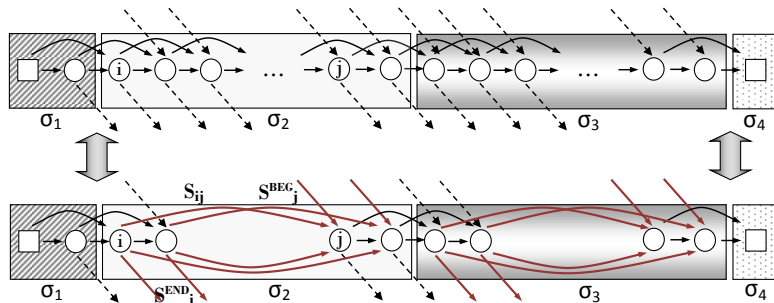 i ... j ...
σ₁ σ₂ σ₃ σ₄
Sᵢⱼ Sᴮᴱᴳⱼ
i j
σ₁ Sᴱᴺᴰᵢ σ₂ σ₃ σ₄